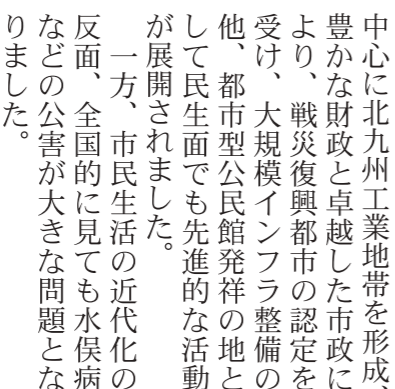 中心に北九州工業地帯を形成、
豊かな財政と卓越した市政に
より、戦災復興都市の認定を
受け、大規模インフラ整備の
他、都市型公民館発祥の地と
して民生面でも先進的な活動
が展開されました。
一方、市民生活の近代化の
反面、全国的に見ても水俣病
などの公害が大きな問題とな
りました。